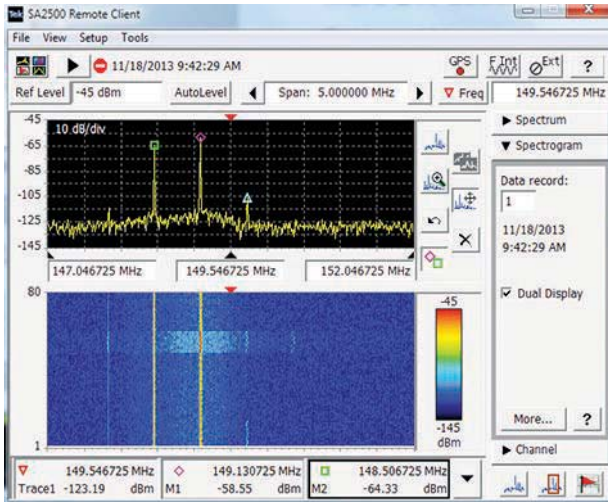 Tek SA2500 Remote Client
File View Setup Tools
11/18/2013 9:42:29 AM GPS F Int Ext ?
Ref Level -45 dBm AutoLevel Span: 5.000000 MHz Freq 149.546725 MHz
-45
10 dB/div
-65
-85
-105
-125
-145
147.046725 MHz 149.546725 MHz 152.046725 MHz
80
1
-45
-145
dBm
Spectrum
Spectrogram
Data record:
1
11/18/2013
9:42:29 AM
Dual Display
More... ?
Channel
149.546725 MHz 149.130725 MHz 148.506725 MHz
Trace1 -123.19 dBm M1 -58.55 dBm M2 -64.33 dBm